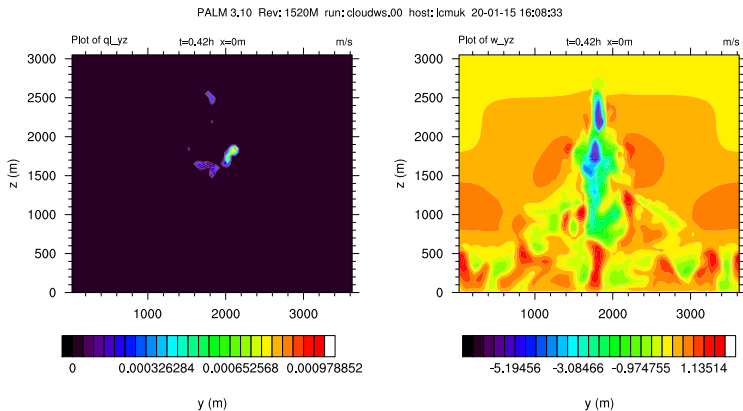 PALM 3.10 Rev: 1520M run: cloudws.00 host: lcmuk 20-01-15 16:08:33
Plot of ql_yz t=0.42h x=0m m/s
Plot of w_yz t=0.42h x=0m m/s
3000
2500
2000
1500
1000
500
0
z (m)
1000 2000 3000
3000
2500
2000
1500
1000
500
0
z (m)
1000 2000 3000
0 0.000326284 0.000652568 0.000978852
-5.19456 -3.08466 -0.974755 1.13514
y (m)
y (m)